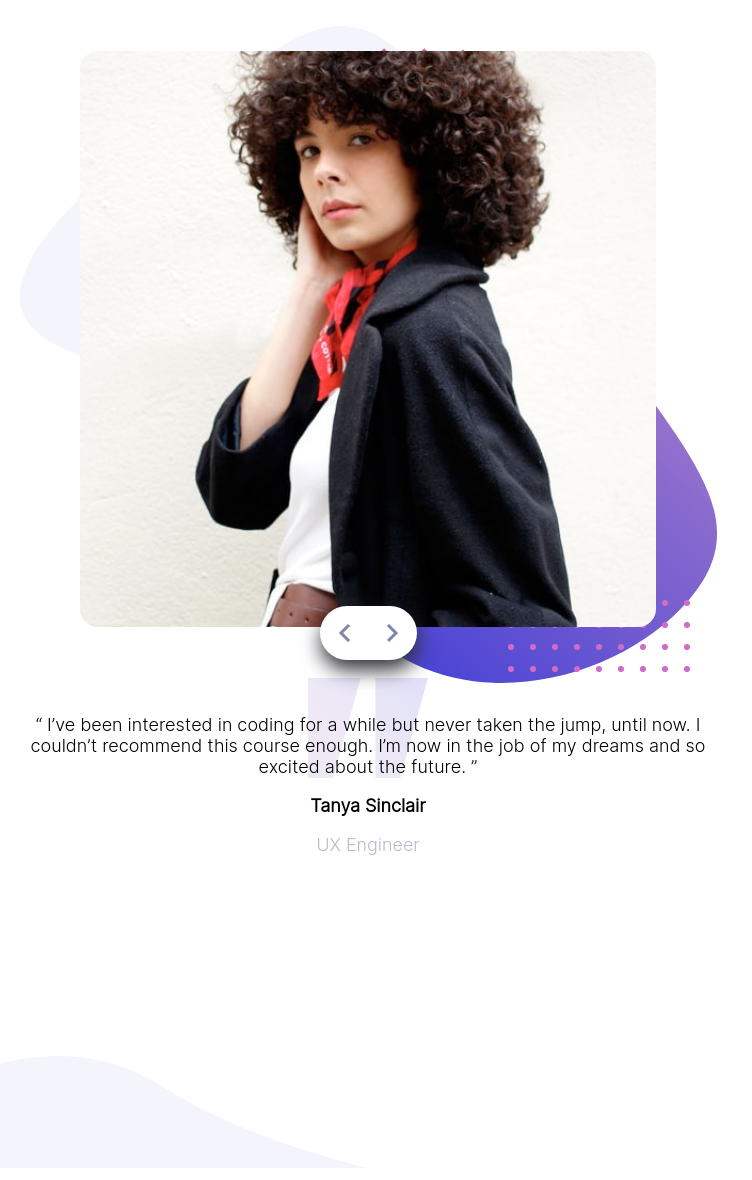 “ I’ve been interested in coding for a while but never taken the jump, until now. I
couldn’t recommend this course enough. I’m now in the job of my dreams and so
excited about the future. ”
Tanya Sinclair
UX Engineer